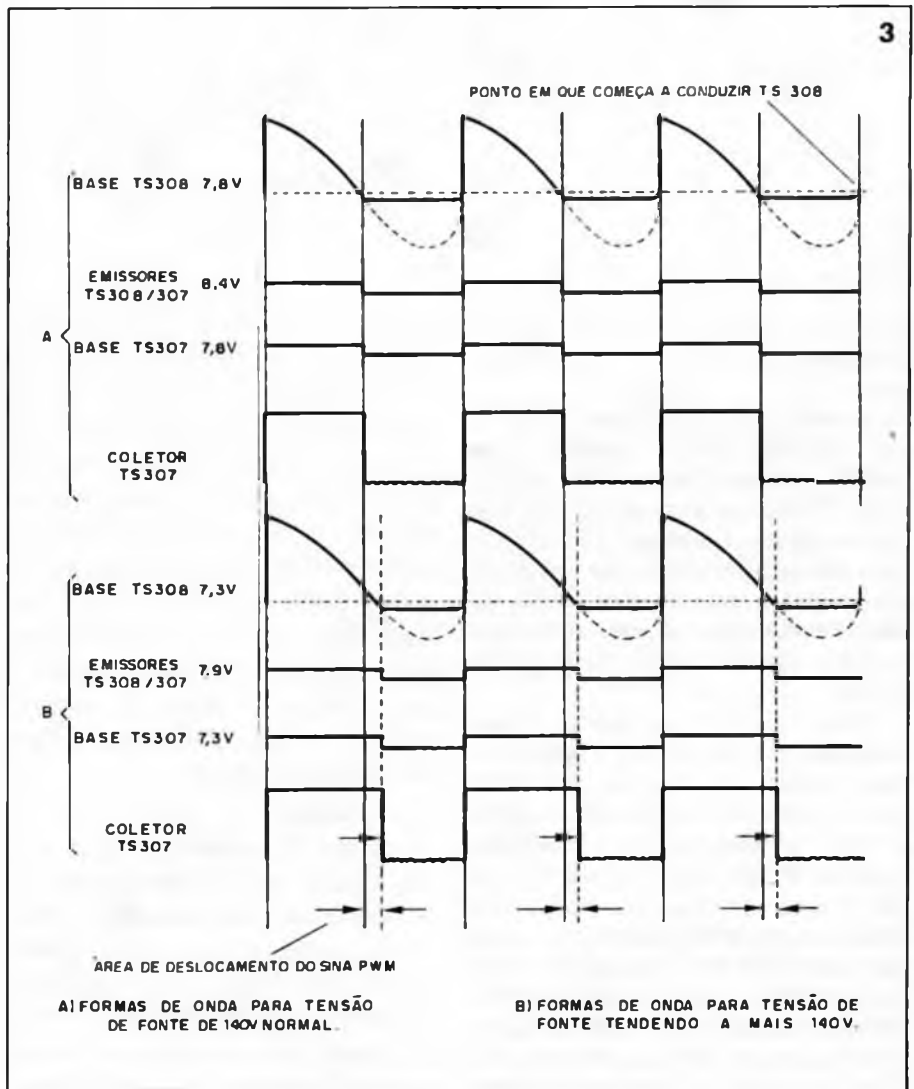 3
PONTO EM QUE COMEÇA A CONDUZIR TS 308
A
BASE TS308 7,8V
EMISSORES 8,4V
TS308/307
BASE TS307 7,8V
COLETOR
TS307
B
BASE TS308 7,3V
EMISSORES 7,9V
TS308/307
BASE TS307 7,3V
COLETOR
TS307
AREA DE DESLOCAMENTO DO SINA PWM
A) FORMAS DE ONDA PARA TENSÃO
DE FONTE DE 140V NORMAL.
B) FORMAS DE ONDA PARA TENSÃO DE
FONTE TENDENDO A MAIS 140V.